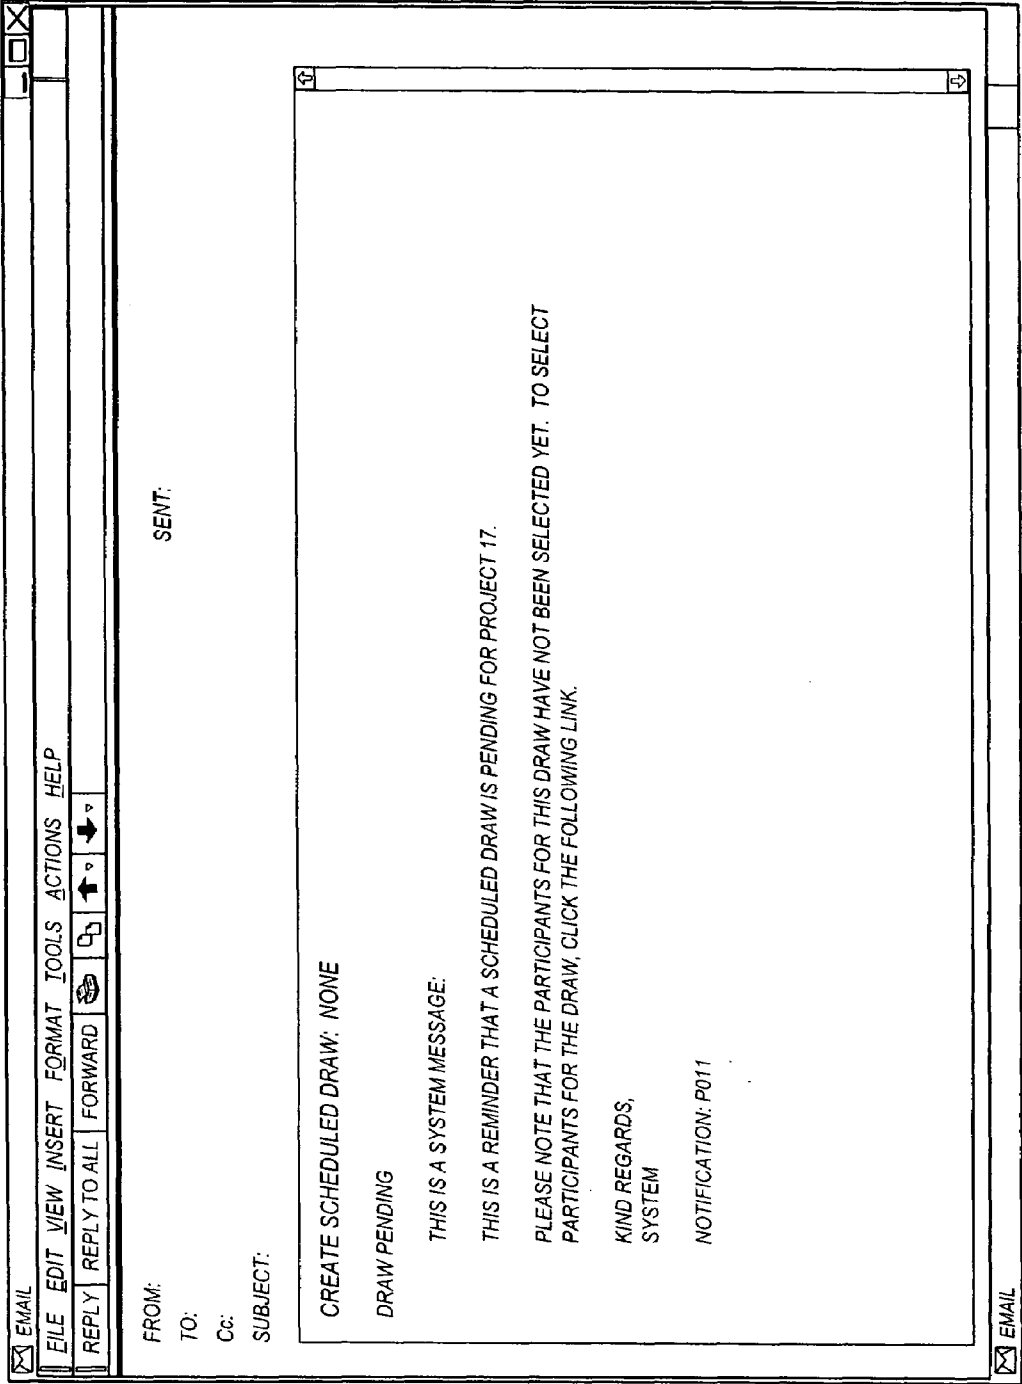 EMAIL
FILE EDIT VIEW INSERT FORMAT TOOLS ACTIONS HELP
REPLY REPLY TO ALL FORWARD
FROM: SENT:
TO:
Cc:
SUBJECT:
CREATE SCHEDULED DRAW: NONE
DRAW PENDING
THIS IS A SYSTEM MESSAGE:
THIS IS A REMINDER THAT A SCHEDULED DRAW IS PENDING FOR PROJECT 17.
PLEASE NOTE THAT THE PARTICIPANTS FOR THIS DRAW HAVE NOT BEEN SELECTED YET. TO SELECT
PARTICIPANTS FOR THE DRAW, CLICK THE FOLLOWING LINK.
KIND REGARDS,
SYSTEM
NOTIFICATION: P011
EMAIL